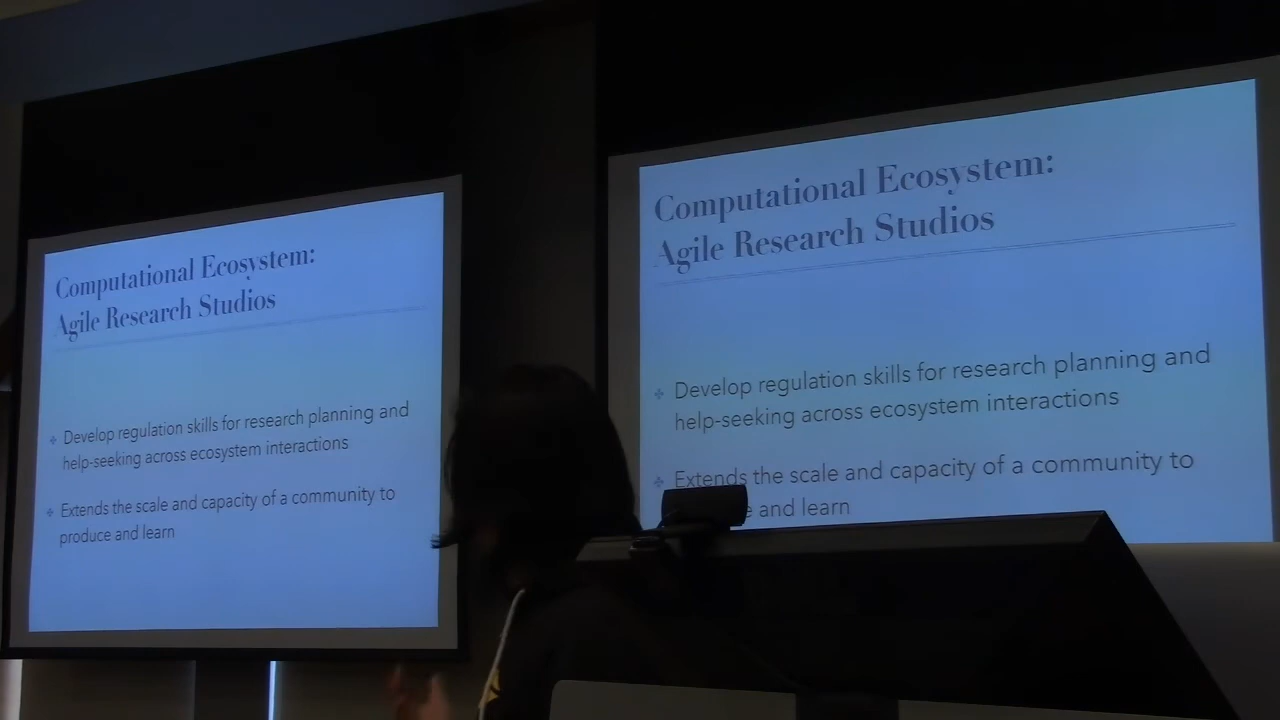 Computational Ecosystem:
Agile Research Studios
Develop regulation skills for research planning and
help-seeking across ecosystem interactions
Extends the scale and capacity of a community to
produce and learn
Computational Ecosystem:
Agile Research Studios
Develop regulation skills for research planning and
help-seeking across ecosystem interactions
Extends the scale and capacity of a community to
and learn